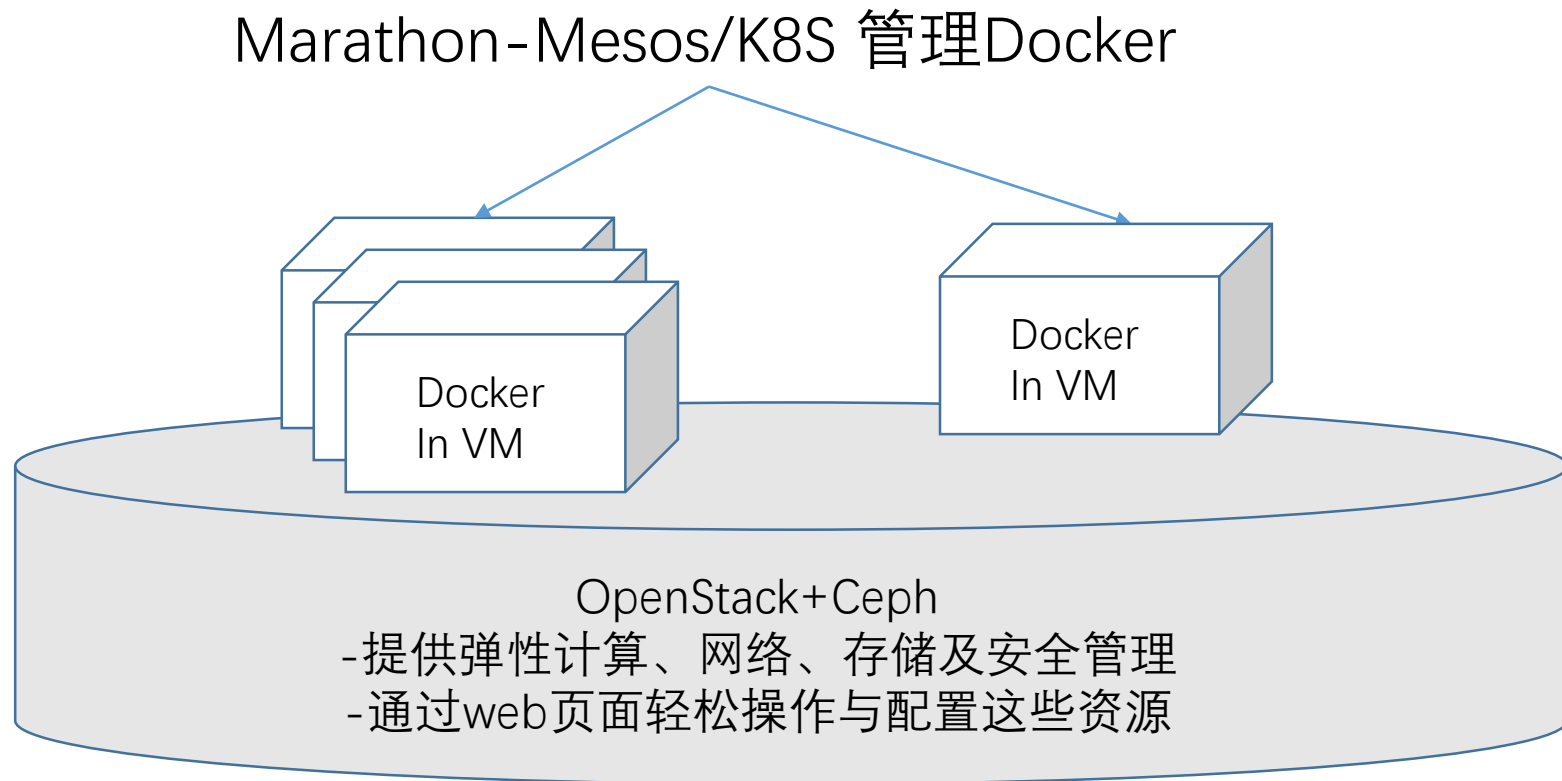 Marathon-Mesos/K8S 管理Docker
Docker
In VM
Docker
In VM
OpenStack+Ceph
-提供弹性计算、网络、存储及安全管理
-通过web页面轻松操作与配置这些资源